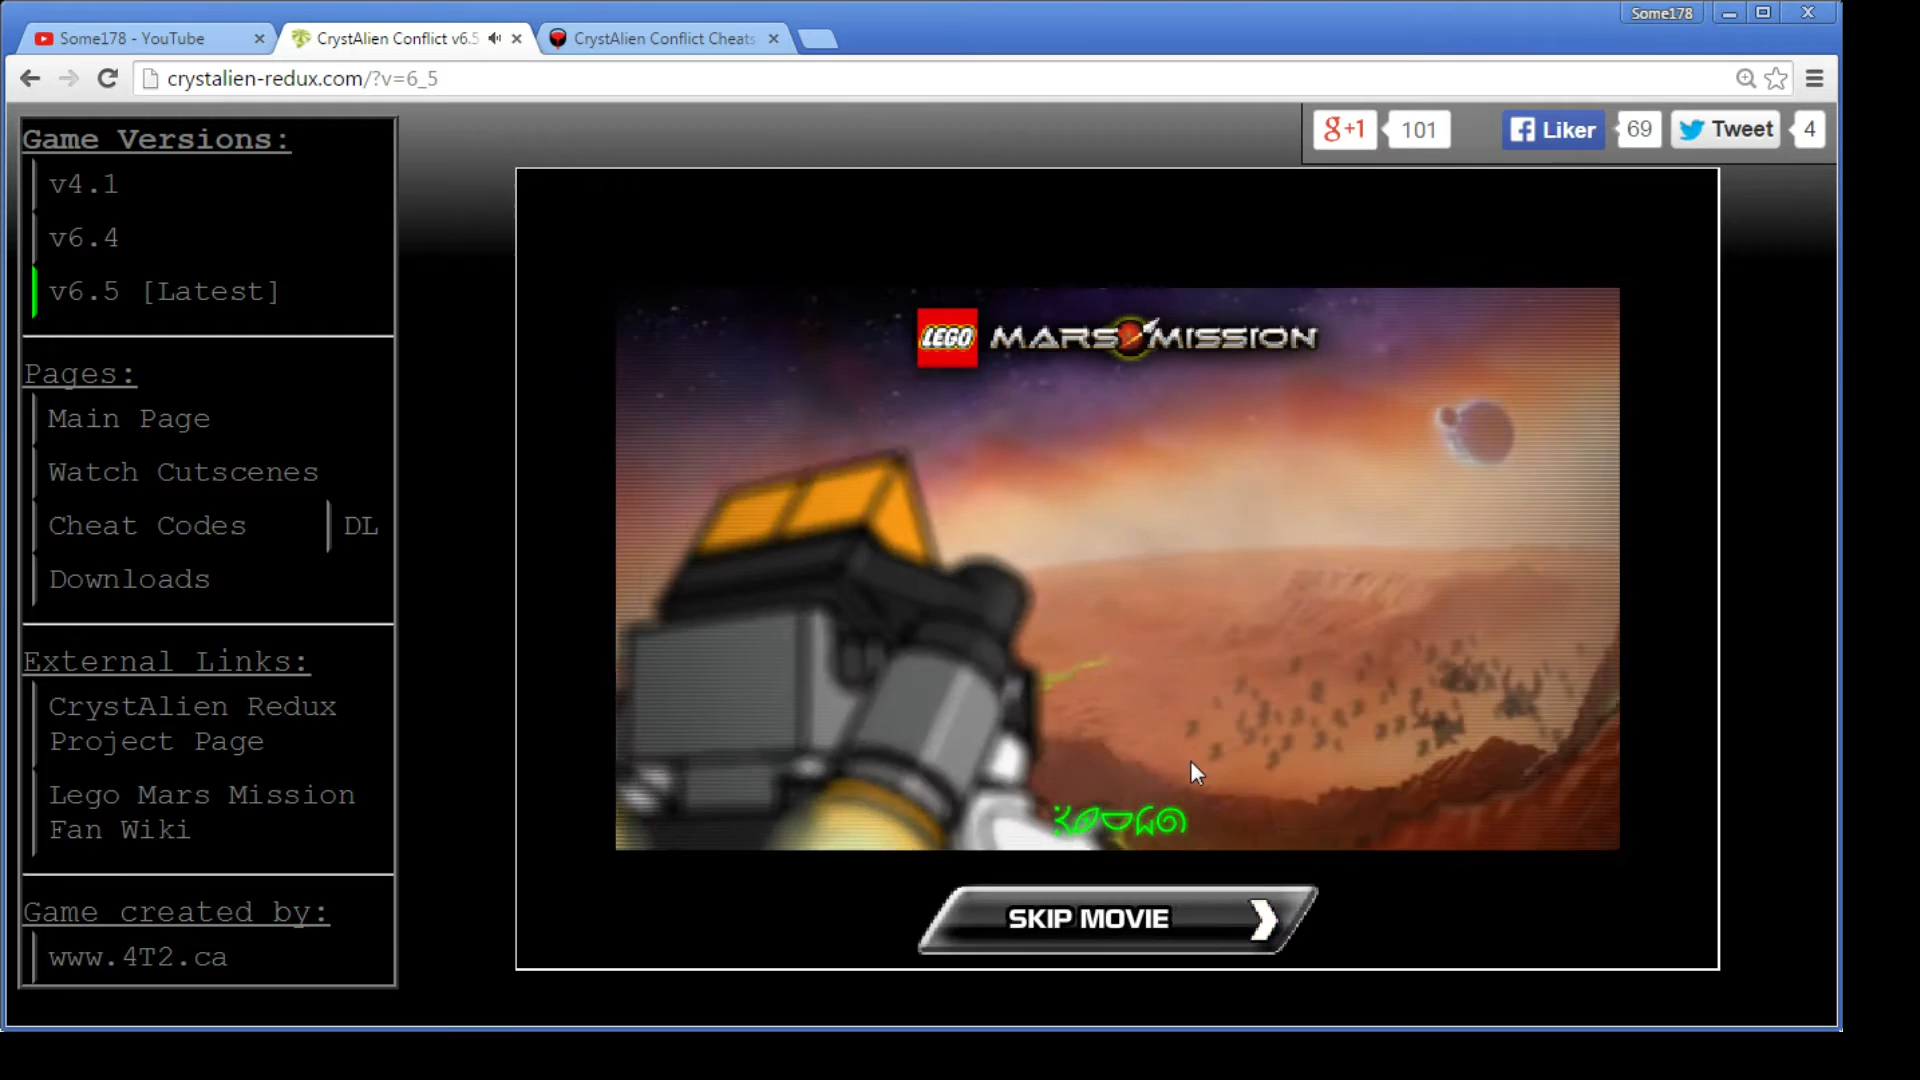 Some178
Some178 - YouTube
CrystAlien Conflict v6.5
CrystAlien Conflict Cheats
crystalien-redux.com/?v=6_5
g+1
101
Liker
69
Tweet
4
Game Versions:
v4.1
v6.4
v6.5 [Latest]
Pages:
Main Page
Watch Cutscenes
Cheat Codes
DL
Downloads
External Links:
CrystAlien Redux
Project Page
Lego Mars Mission
Fan Wiki
Game created by:
www.4T2.ca
LEGO MARS MISSION
SKIP MOVIE